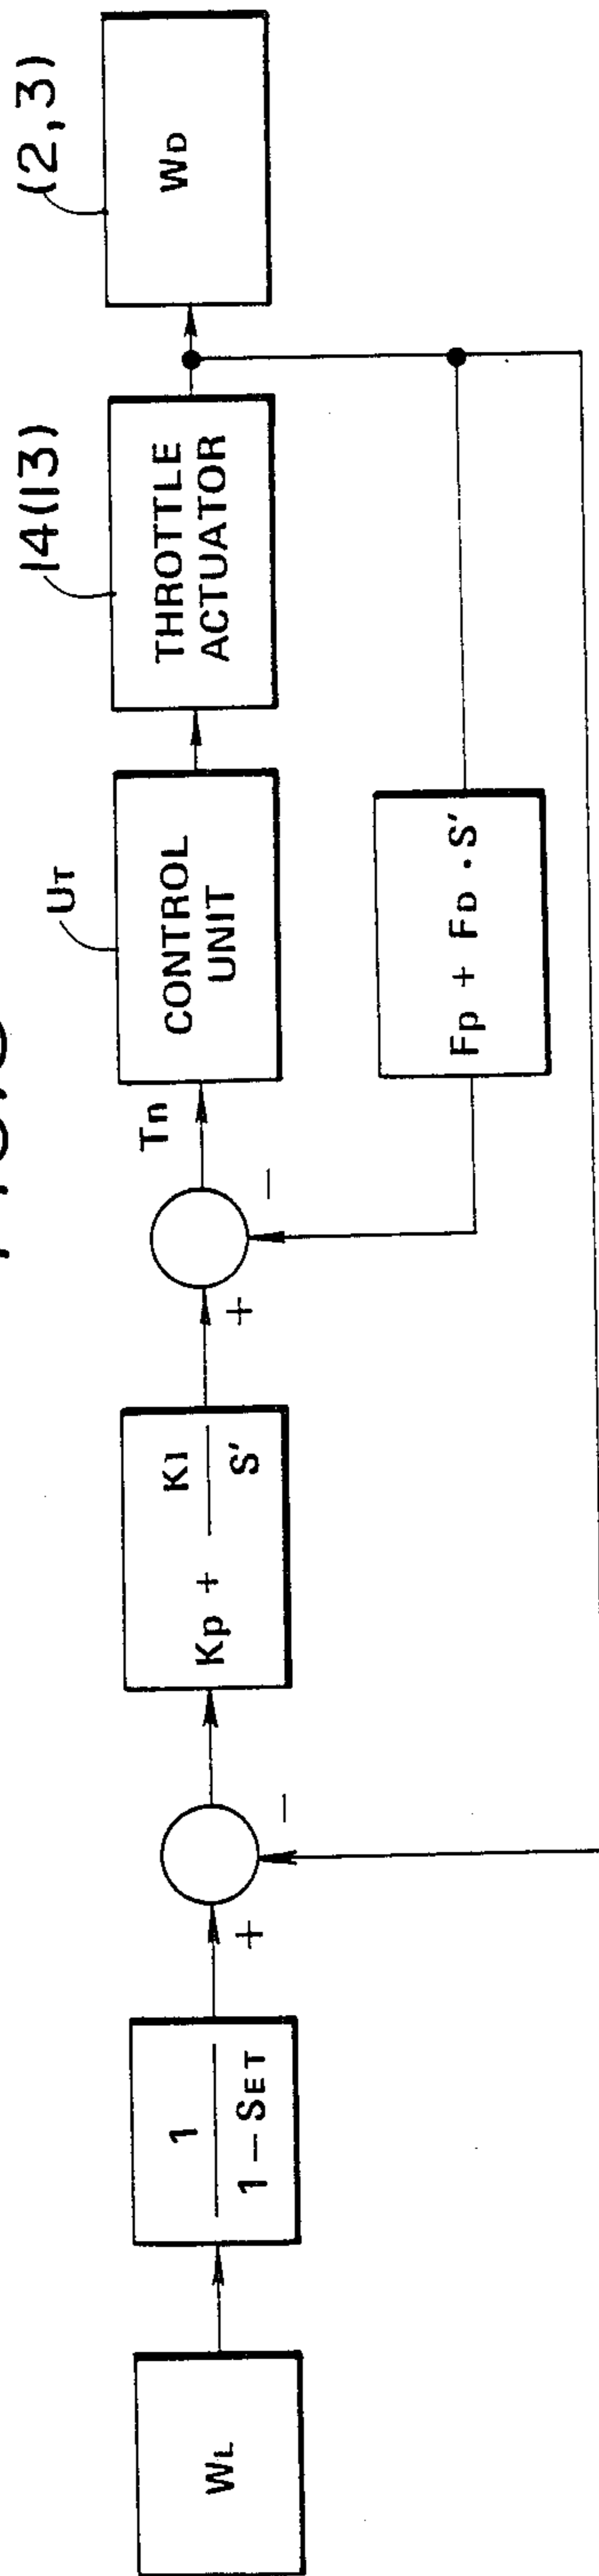 WL
1
1 – SET
+
–
Kp + KI
S′
+
–
Tn
UT
CONTROL
UNIT
14(13)
THROTTLE
ACTUATOR
(2,3)
WD
Fp + FD · S′